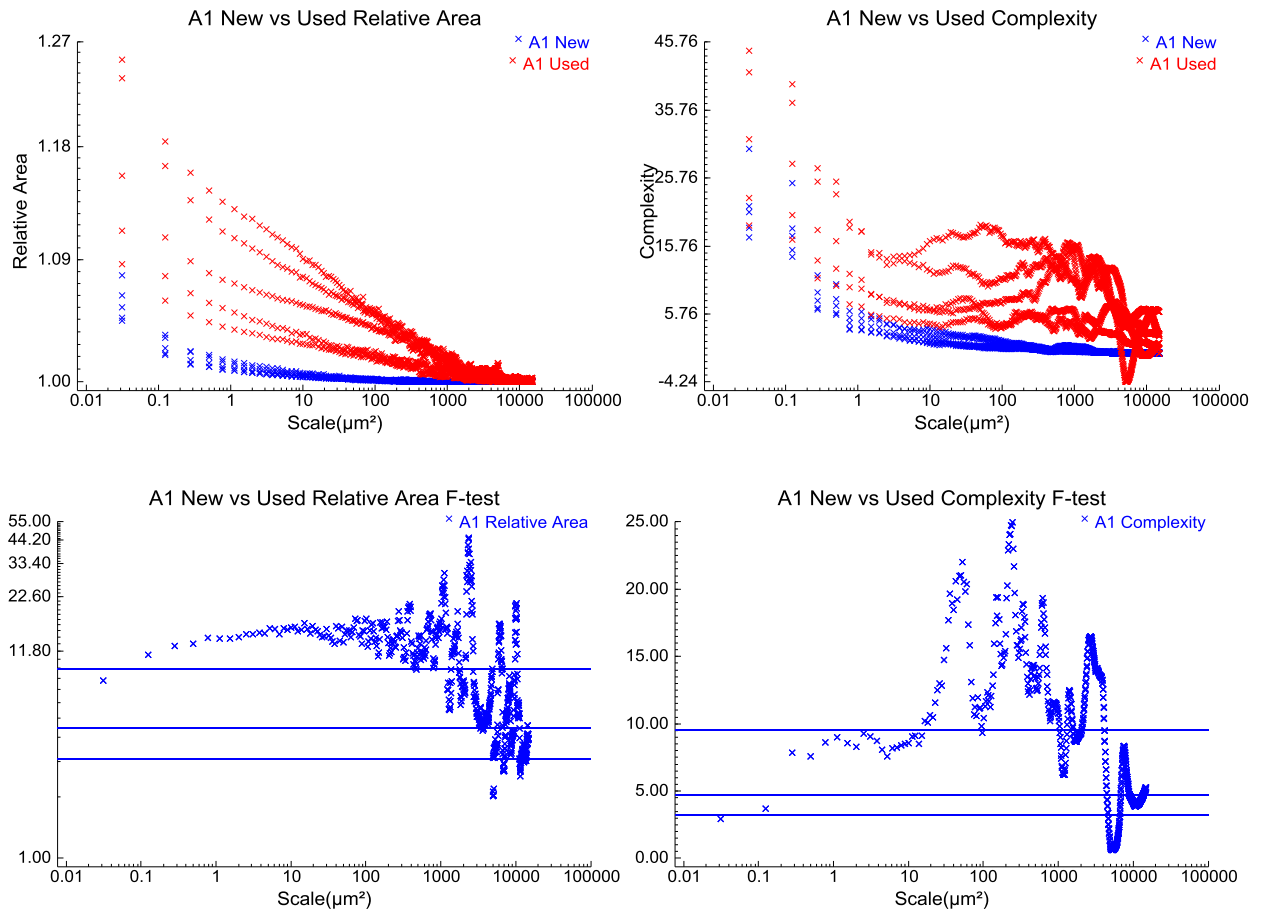 A1 New vs Used Relative Area
1.27
1.18
1.09
1.00
Relative Area
× A1 New
× A1 Used
0.01 0.1 1 10 100 1000 10000 100000
Scale(µm²)
A1 New vs Used Complexity
45.76
35.76
25.76
15.76
5.76
-4.24
Complexity
× A1 New
× A1 Used
0.01 0.1 1 10 100 1000 10000 100000
Scale(µm²)
A1 New vs Used Relative Area F-test
55.00
44.20
33.40
22.60
11.80
1.00
× A1 Relative Area
0.01 0.1 1 10 100 1000 10000 100000
Scale(µm²)
A1 New vs Used Complexity F-test
25.00
20.00
15.00
10.00
5.00
0.00
× A1 Complexity
0.01 0.1 1 10 100 1000 10000 100000
Scale(µm²)